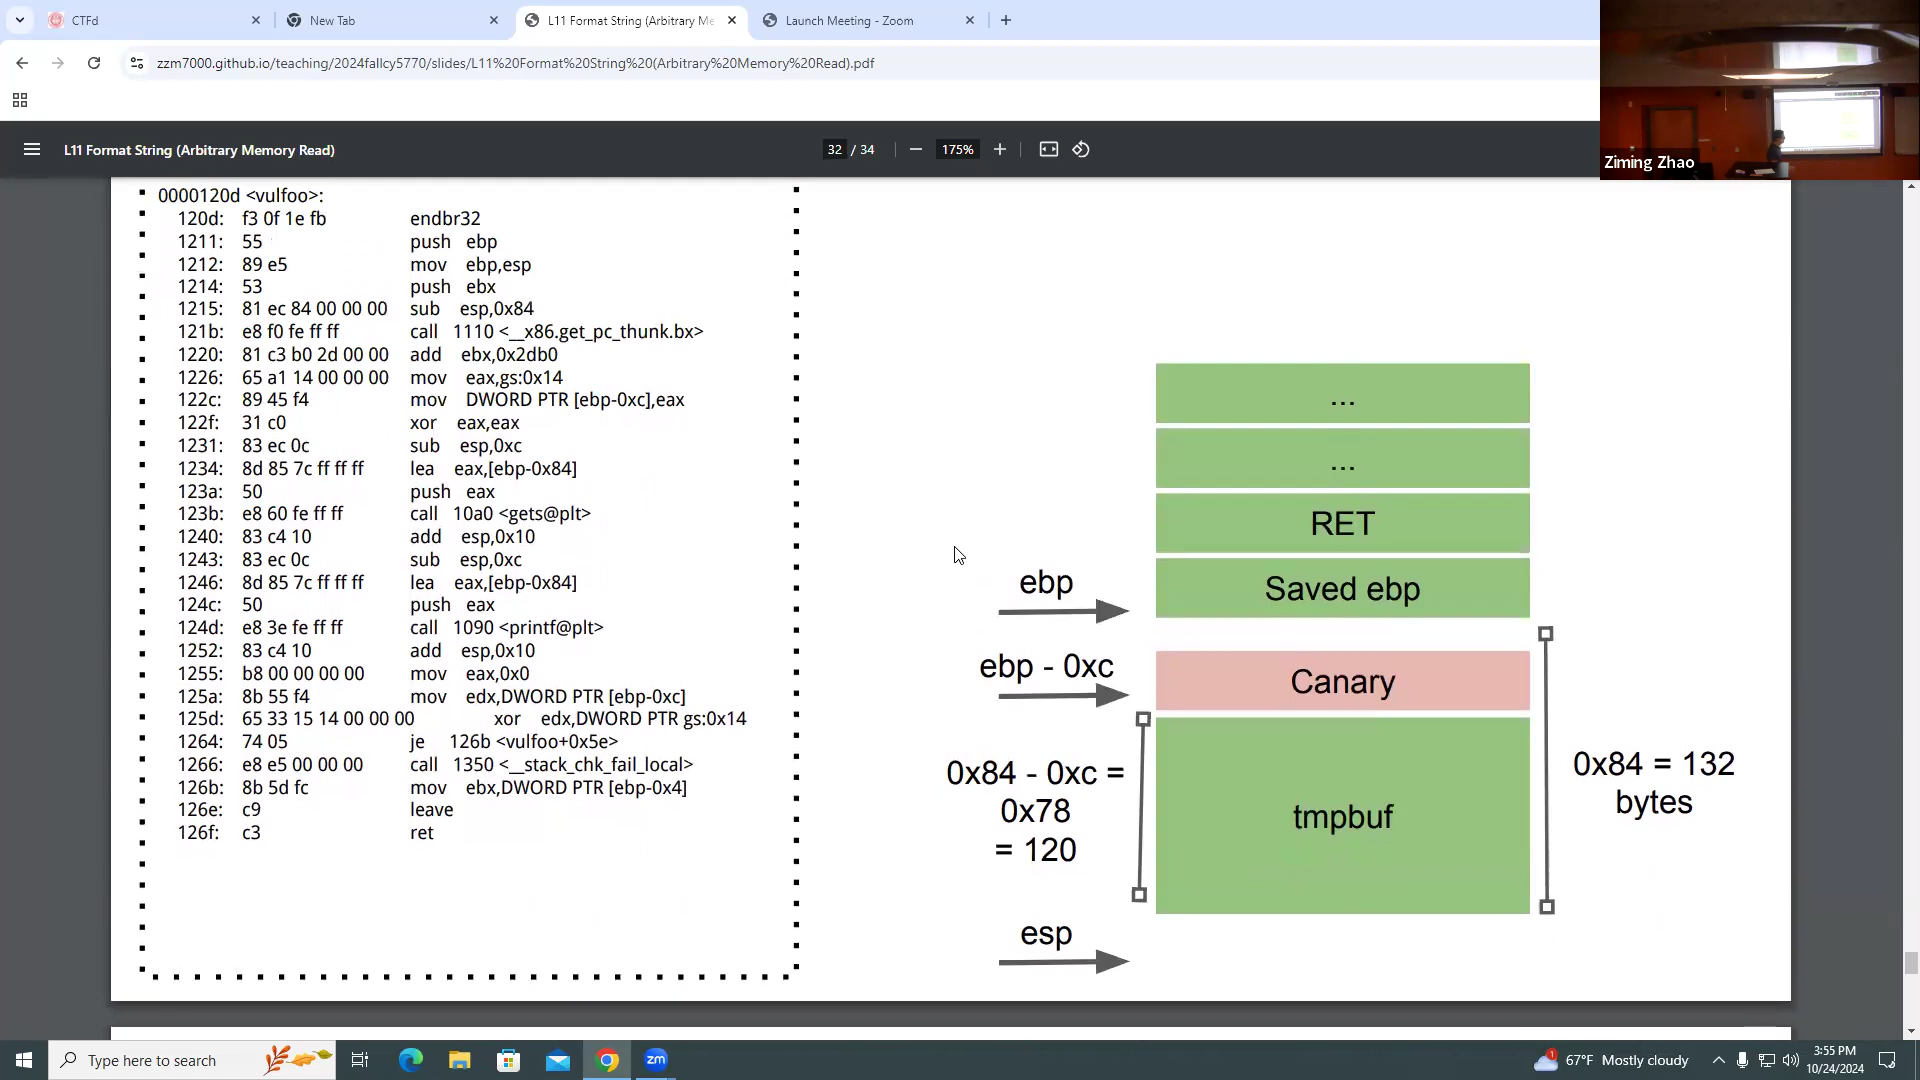 CTFd
New Tab
L11 Format String (Arbitrary Me
Launch Meeting - Zoom
zzm7000.github.io/teaching/2024fallcy5770/slides/L11%20Format%20String%20(Arbitrary%20Memory%20Read).pdf
Ziming Zhao
L11 Format String (Arbitrary Memory Read)
32 / 34
175%
0000120d <vulfoo>:
120d: f3 0f 1e fb endbr32
1211: 55 push ebp
1212: 89 e5 mov ebp,esp
1214: 53 push ebx
1215: 81 ec 84 00 00 00 sub esp,0x84
121b: e8 f0 fe ff ff call 1110 <__x86.get_pc_thunk.bx>
1220: 81 c3 b0 2d 00 00 add ebx,0x2db0
1226: 65 a1 14 00 00 00 mov eax,gs:0x14
122c: 89 45 f4 mov DWORD PTR [ebp-0xc],eax
122f: 31 c0 xor eax,eax
1231: 83 ec 0c sub esp,0xc
1234: 8d 85 7c ff ff ff lea eax,[ebp-0x84]
123a: 50 push eax
123b: e8 60 fe ff ff call 10a0 <gets@plt>
1240: 83 c4 10 add esp,0x10
1243: 83 ec 0c sub esp,0xc
1246: 8d 85 7c ff ff ff lea eax,[ebp-0x84]
124c: 50 push eax
124d: e8 3e fe ff ff call 1090 <printf@plt>
1252: 83 c4 10 add esp,0x10
1255: b8 00 00 00 00 mov eax,0x0
125a: 8b 55 f4 mov edx,DWORD PTR [ebp-0xc]
125d: 65 33 15 14 00 00 00 xor edx,DWORD PTR gs:0x14
1264: 74 05 je 126b <vulfoo+0x5e>
1266: e8 e5 00 00 00 call 1350 <__stack_chk_fail_local>
126b: 8b 5d fc mov ebx,DWORD PTR [ebp-0x4]
126e: c9 leave
126f: c3 ret
...
...
RET
ebp
Saved ebp
ebp - 0xc
Canary
0x84 - 0xc =
0x78
= 120
tmpbuf
0x84 = 132
bytes
esp
Type here to search
zm
1
67°F Mostly cloudy
3:55 PM
10/24/2024